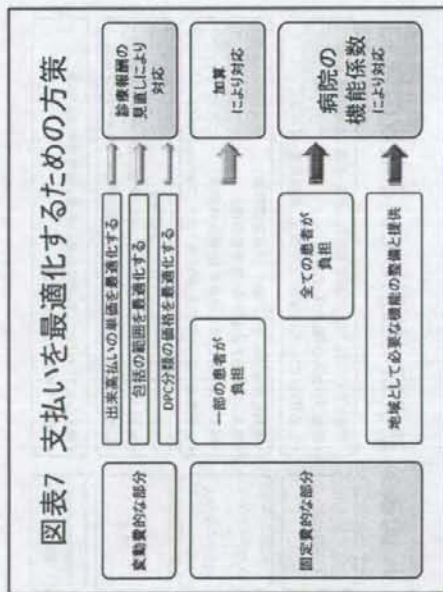 図表7 支払いを最適化するための方策
変動費的な部分
出来高払いの単価を最適化する
包括の範囲を最適化する
DPC分類の価格を最適化する
診療報酬の
見直しにより
対応
固定費的な部分
一部の患者が
負担
加算
により対応
全ての患者が
負担
地域として必要な機能の整備と提供
病院の
機能係数
により対応